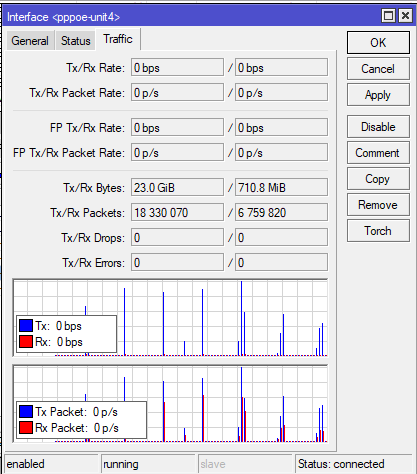 Interface <pppoe-unit4>
General Status Traffic
OK
Cancel
Apply
Disable
Comment
Copy
Remove
Torch
Tx/Rx Rate: 0 bps / 0 bps
Tx/Rx Packet Rate: 0 p/s / 0 p/s
FP Tx/Rx Rate: 0 bps / 0 bps
FP Tx/Rx Packet Rate: 0 p/s / 0 p/s
Tx/Rx Bytes: 23.0 GiB / 710.8 MiB
Tx/Rx Packets: 18 330 070 / 6 759 820
Tx/Rx Drops: 0 / 0
Tx/Rx Errors: 0 / 0
Tx: 0 bps
Rx: 0 bps
Tx Packet: 0 p/s
Rx Packet: 0 p/s
enabled running slave Status: connected